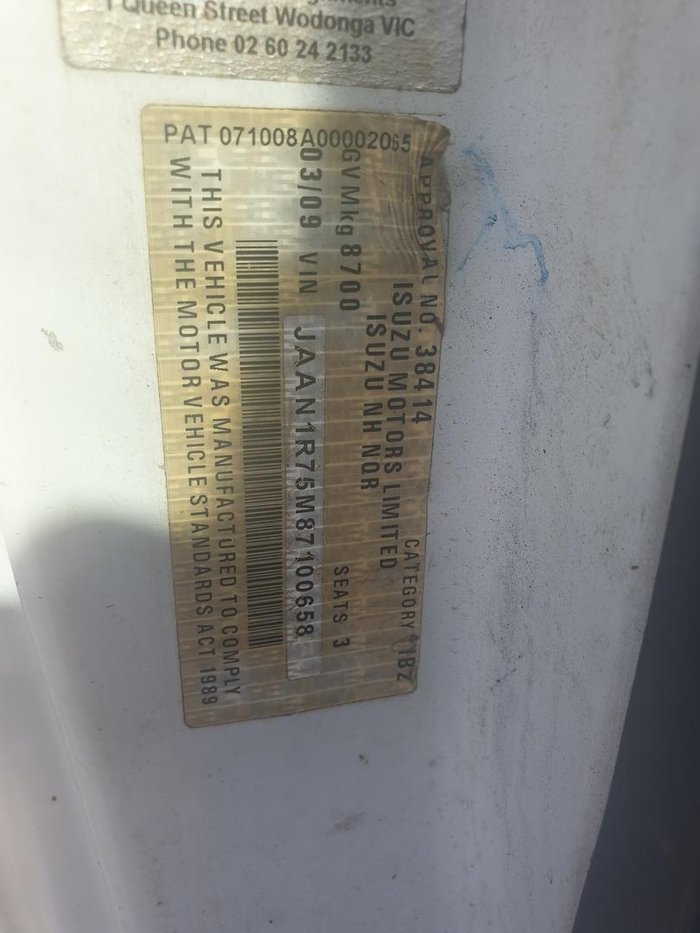 1 Queen Street Wodonga VIC
Phone 02 60 24 2133
PAT 071008A00002065
APPROVAL NO. 38414 CATEGORY
ISUZU MOTORS LIMITED
ISUZU NH NQR
GVMkg 8700 SEATS 3
03/09 VIN JAAN1R75M87100658
THIS VEHICLE WAS MANUFACTURED TO COMPLY
WITH THE MOTOR VEHICLE STANDARDS ACT 1989